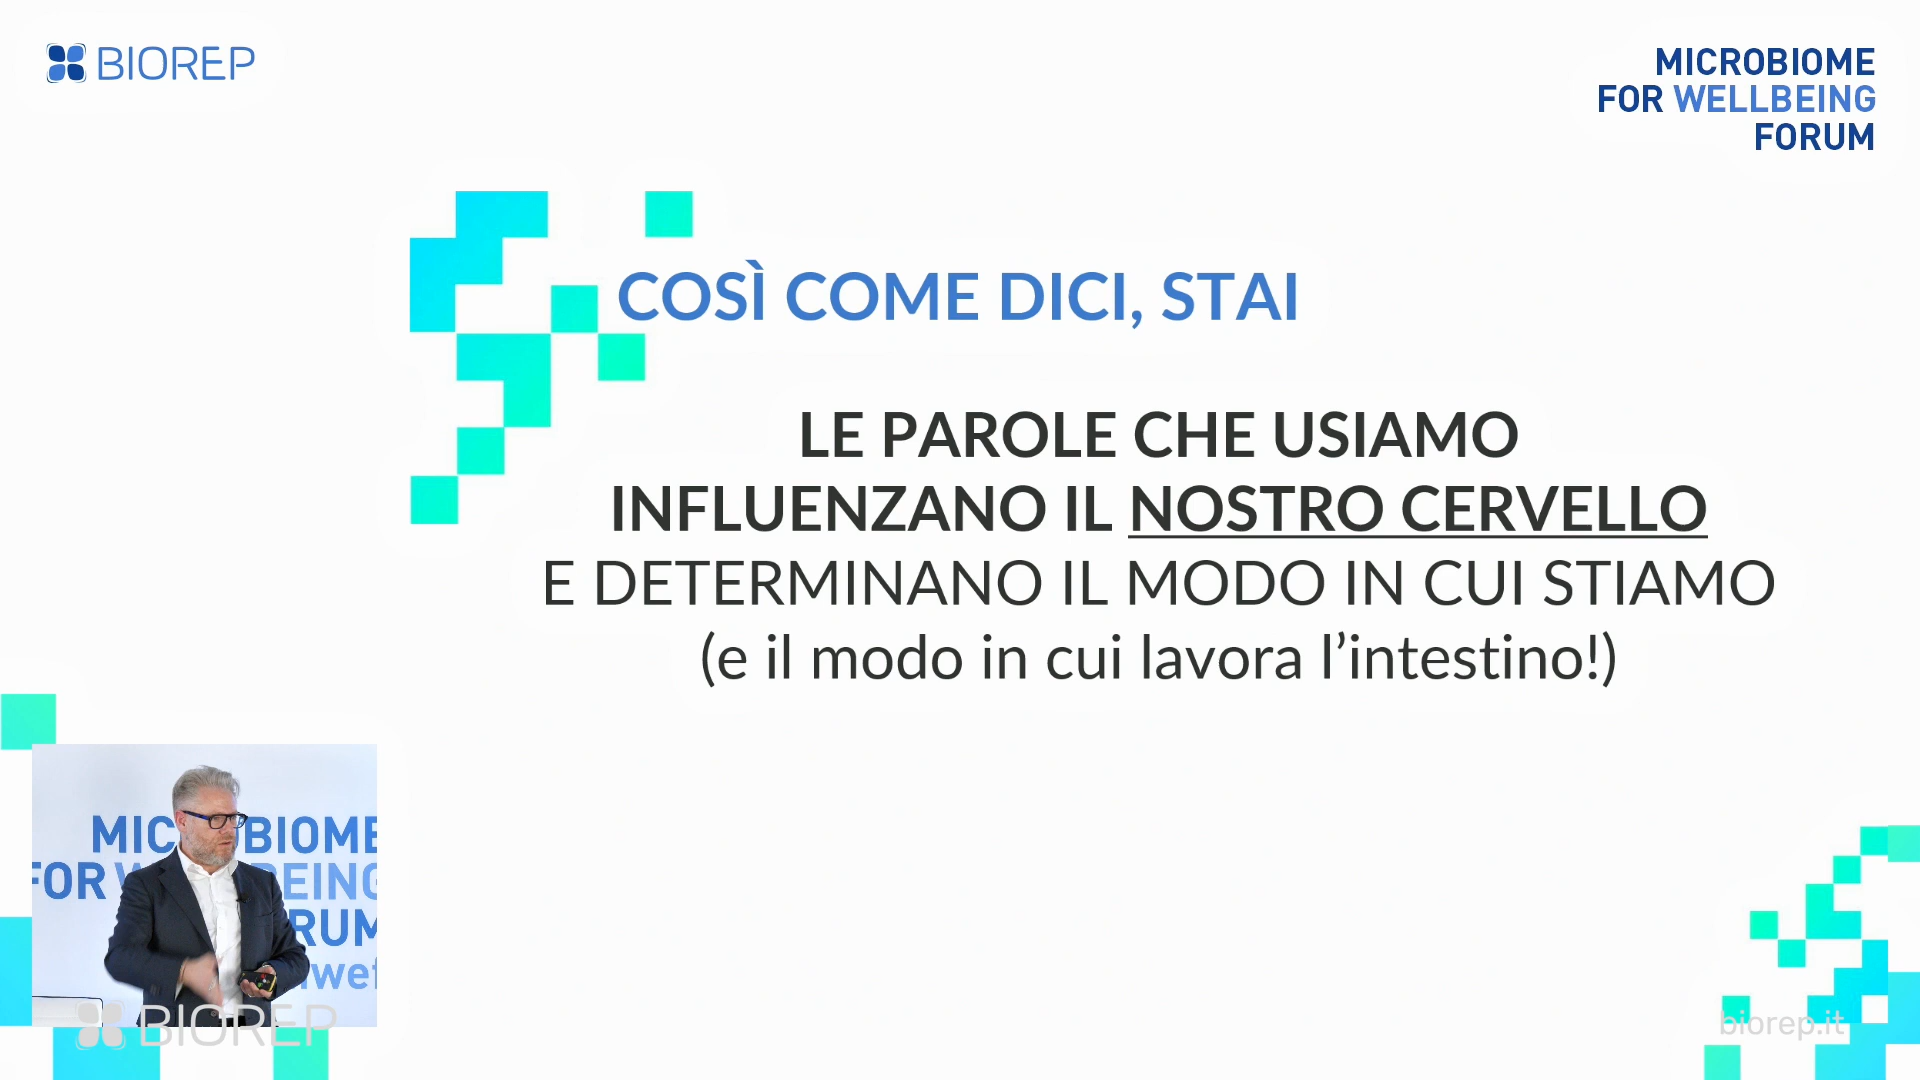 BIOREP
MICROBIOME
FOR WELLBEING
FORUM
COSÌ COME DICI, STAI
LE PAROLE CHE USIAMO
INFLUENZANO IL NOSTRO CERVELLO
E DETERMINANO IL MODO IN CUI STIAMO
(e il modo in cui lavora l’intestino!)
BIOREP
biorep.it